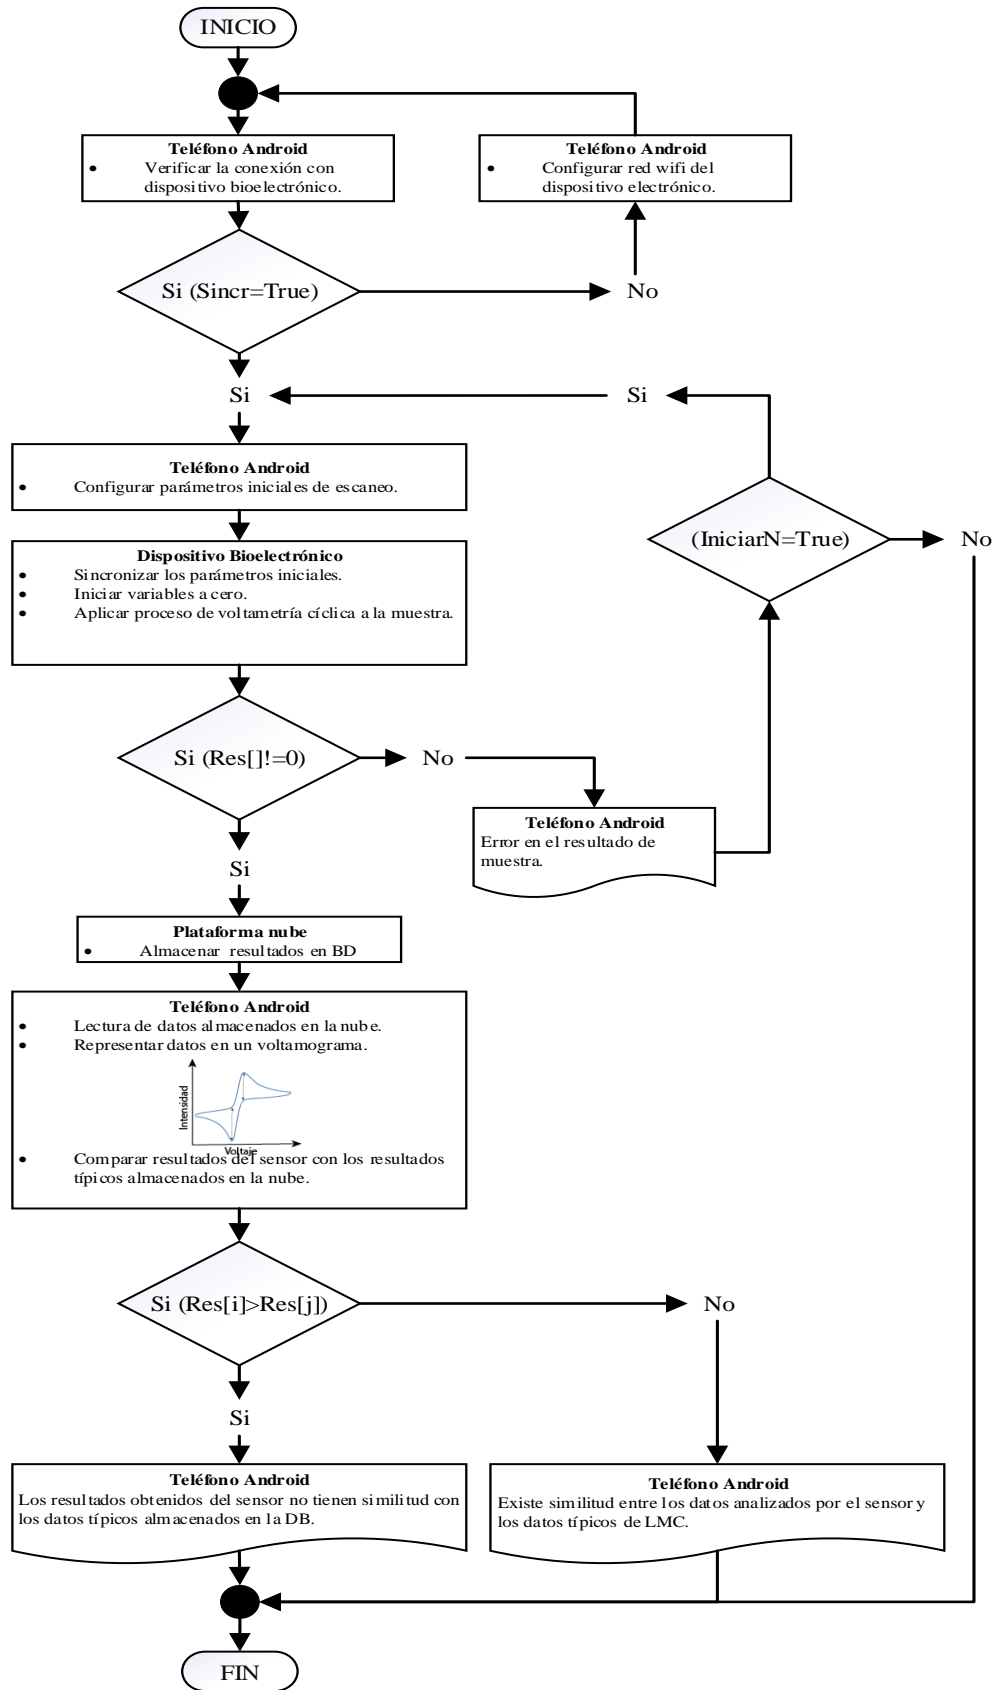 INICIO
Teléfono Android
• Verificar la conexión con
dispositivo bioelectrónico.
Teléfono Android
• Configurar red wifi del
dispositivo electrónico.
Si (Sincr=True)
No
Si
Si
Teléfono Android
• Configurar parámetros iniciales de escaneo.
(IniciarN=True)
No
Dispositivo Bioelectrónico
• Sincronizar los parámetros iniciales.
• Iniciar variables a cero.
• Aplicar proceso de voltametría cíclica a la muestra.
Si (Res[]!=0)
No
Teléfono Android
Error en el resultado de
muestra.
Si
Plataforma nube
• Almacenar resultados en BD
Teléfono Android
• Lectura de datos almacenados en la nube.
• Representar datos en un voltamograma.
Intensidad
Voltaje
• Comparar resultados del sensor con los resultados
típicos almacenados en la nube.
Si (Res[i]>Res[j])
No
Si
Teléfono Android
Los resultados obtenidos del sensor no tienen similitud con
los datos típicos almacenados en la DB.
Teléfono Android
Existe similitud entre los datos analizados por el sensor y
los datos típicos de LMC.
FIN